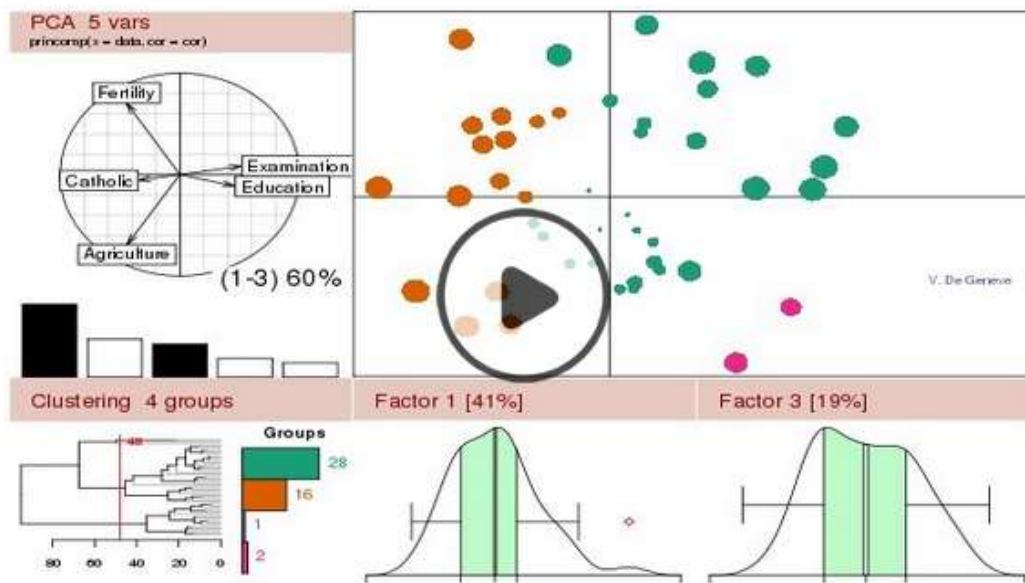 PCA 5 vars
princomp(x = data, cor = cor)
Fertility
Catholic
Examination
Education
Agriculture
(1-3) 60%
V. De Geneve
Clustering 4 groups
Factor 1 [41%]
Factor 3 [19%]
48
Groups
28
16
1
2
80 60 40 20 0